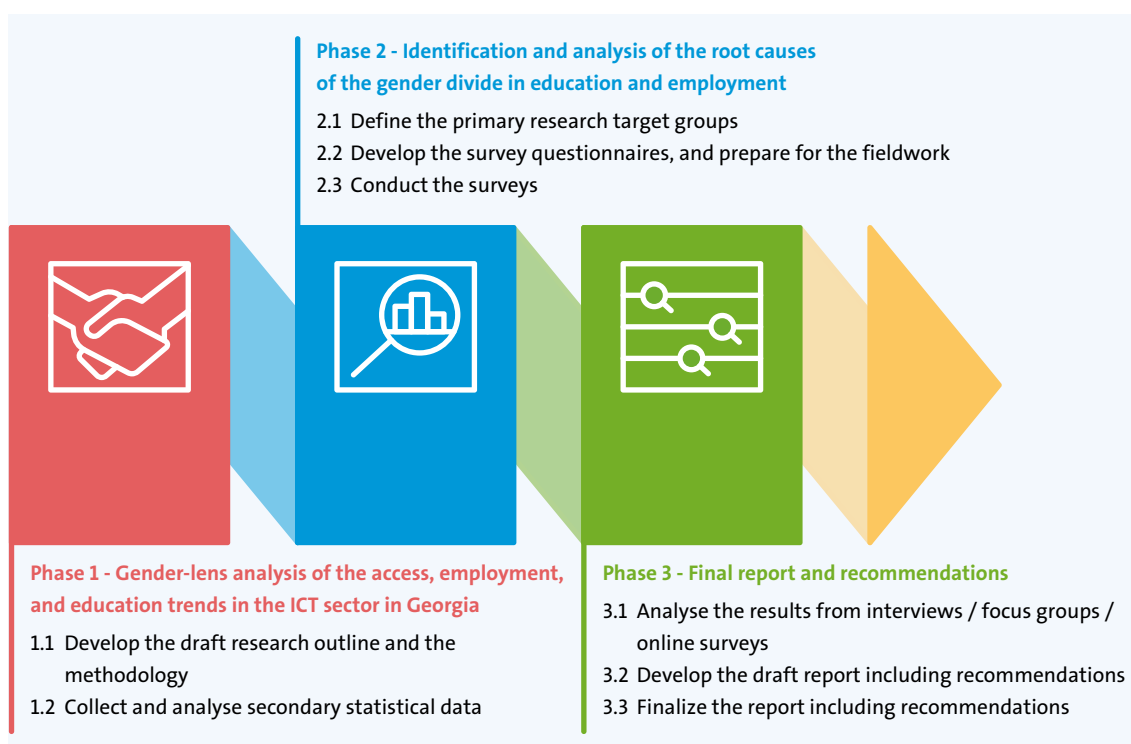 Phase 2 - Identification and analysis of the root causes
of the gender divide in education and employment
2.1 Define the primary research target groups
2.2 Develop the survey questionnaires, and prepare for the fieldwork
2.3 Conduct the surveys
Phase 1 - Gender-lens analysis of the access, employment,
and education trends in the ICT sector in Georgia
1.1 Develop the draft research outline and the
methodology
1.2 Collect and analyse secondary statistical data
Phase 3 - Final report and recommendations
3.1 Analyse the results from interviews / focus groups /
online surveys
3.2 Develop the draft report including recommendations
3.3 Finalize the report including recommendations